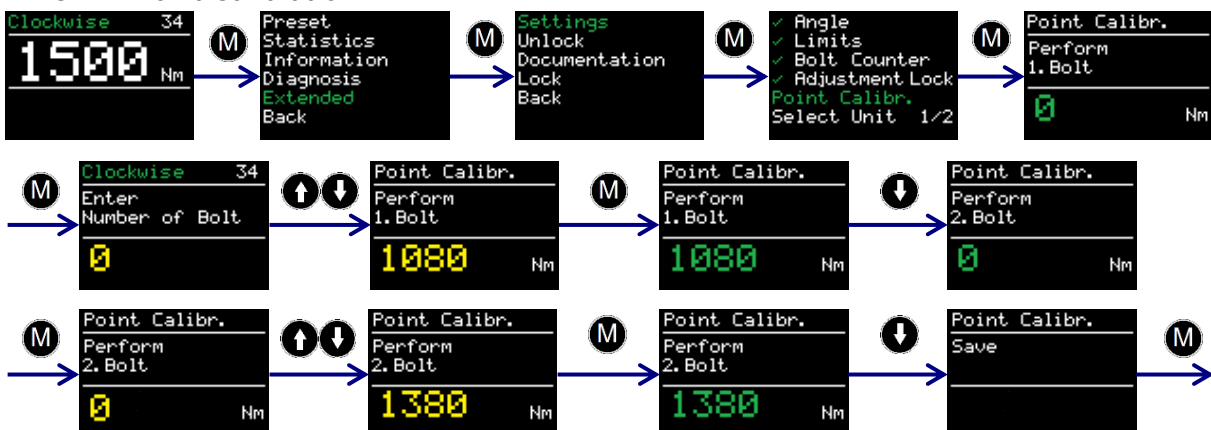 Clockwise 34
1500 Nm
M
Preset
Statistics
Information
Diagnosis
Extended
Back
M
Settings
Unlock
Documentation
Lock
Back
M
✓ Angle
✓ Limits
✓ Bolt Counter
✓ Adjustment Lock
Point Calibr.
Select Unit 1/2
M
Point Calibr.
Perform
1. Bolt
0 Nm
M
Clockwise 34
Enter
Number of Bolt
0
Point Calibr.
Perform
1. Bolt
1080 Nm
M
Point Calibr.
Perform
1. Bolt
1080 Nm
Point Calibr.
Perform
2. Bolt
0 Nm
M
Point Calibr.
Perform
2. Bolt
0 Nm
Point Calibr.
Perform
2. Bolt
1380 Nm
M
Point Calibr.
Perform
2. Bolt
1380 Nm
Point Calibr.
Save
M